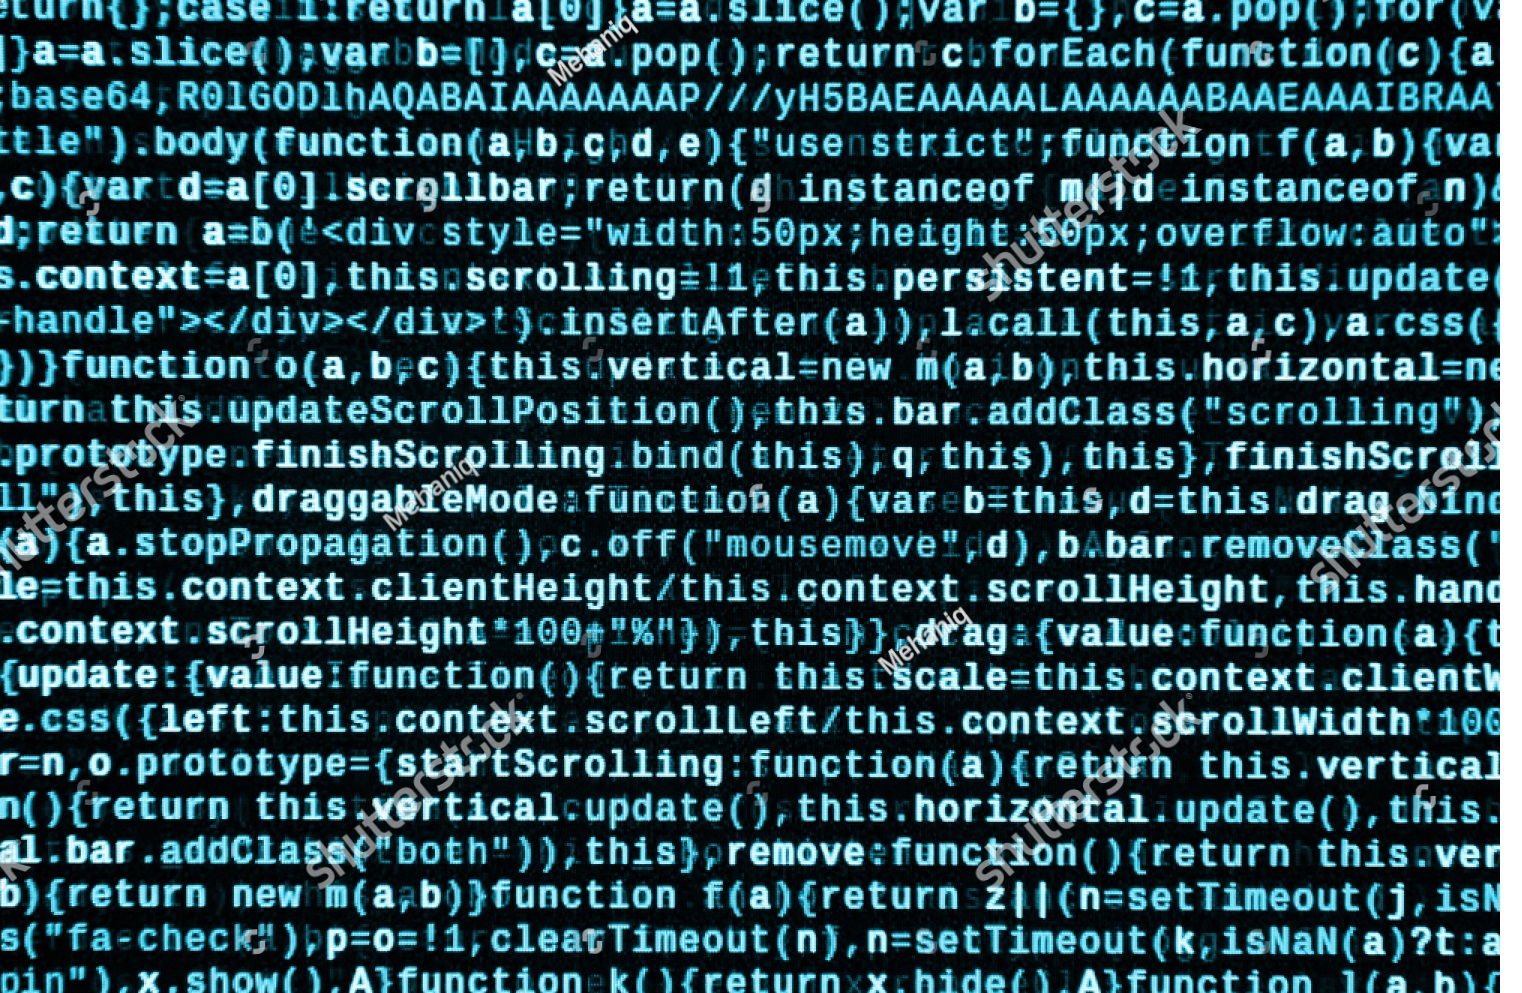 eturn{};case i:return a[0]}a=a.slice();var b={},c=a.pop();for(v
]}a=a.slice();var b=[],c=a.pop();return c.forEach(function(c){a
;base64,R0lGODlhAQABAIAAAAAAAP///yH5BAEAAAAALAAAAAABAAEAAAIBRAA
ttle").body(function(a,b,c,d,e){"use strict";function f(a,b){var
,c){var d=a[0].scrollbar;return(d instanceof m||d instanceof n)&
d;return a=b('<div style="width:50px;height:50px;overflow:auto">
s.context=a[0],this.scrolling=!1,this.persistent=!1,this.update(
-handle"></div></div>').insertAfter(a)),l.call(this,a,c),a.css({
})}function o(a,b,c){this.vertical=new m(a,b),this.horizontal=ne
turn this.updateScrollPosition(),this.bar.addClass("scrolling"),
.prototype.finishScrolling.bind(this),q,this),this},finishScroll
ll"),this},draggableMode:function(a){var b=this,d=this.drag.bind
(a){a.stopPropagation(),c.off("mousemove",d),b.bar.removeClass("
le=this.context.clientHeight/this.context.scrollHeight,this.hand
.context.scrollHeight*100+"%"}),this}},drag:{value:function(a){t
{update:{value:function(){return this.scale=this.context.clientW
e.css({left:this.context.scrollLeft/this.context.scrollWidth*100
r=n,o.prototype={startScrolling:function(a){return this.vertical
n(){return this.vertical.update(),this.horizontal.update(),this.
al.bar.addClass("both")),this},remove:function(){return this.ver
b){return new m(a,b)}function f(a){return z||(n=setTimeout(j,isN
s("fa-check"),p=o=!1,clearTimeout(n),n=setTimeout(k,isNaN(a)?t:a
pin"),x.show(),A}function k(){return x.hide(),A}function l(a,b){
Mehaniq
shutterstock
shutterstock
Mehaniq
shutterstock
Mehaniq
shutterstock
shutterstock